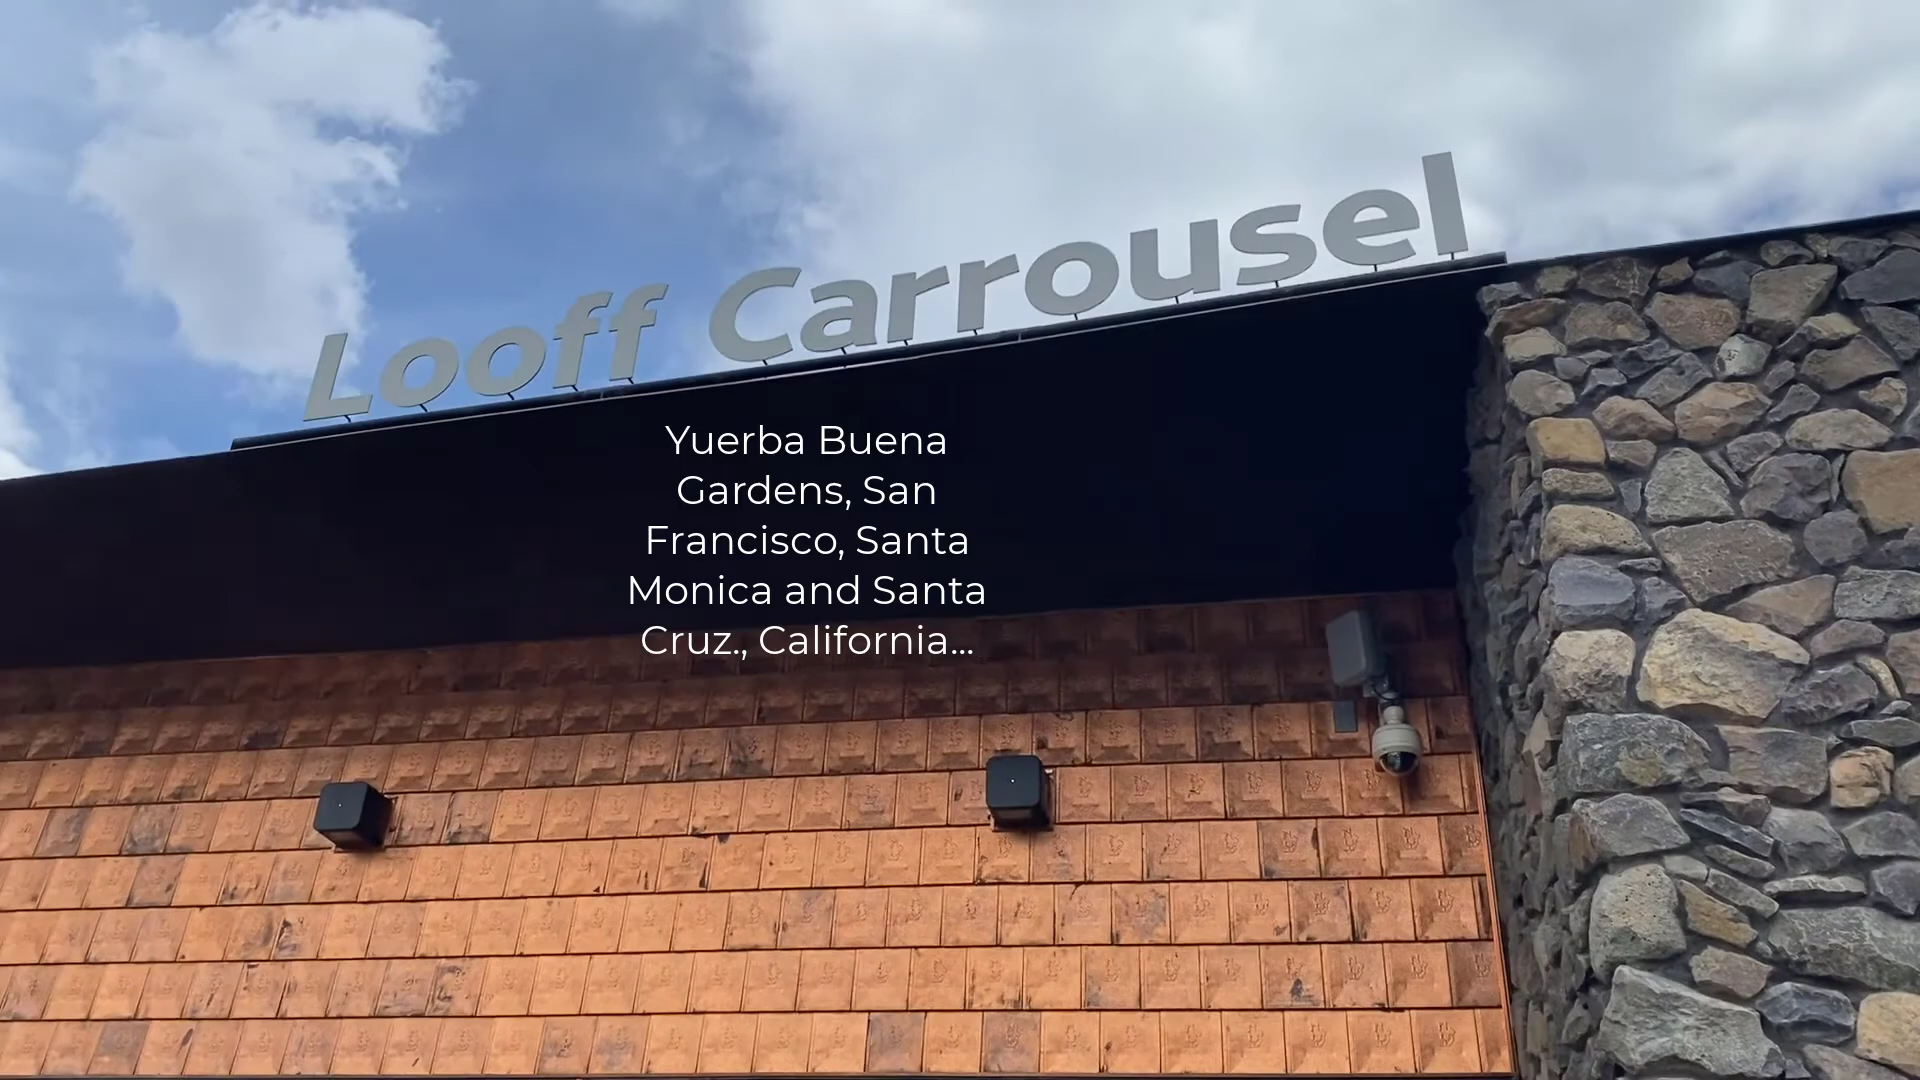 Looff Carrousel
Yuerba Buena
Gardens, San
Francisco, Santa
Monica and Santa
Cruz., California...